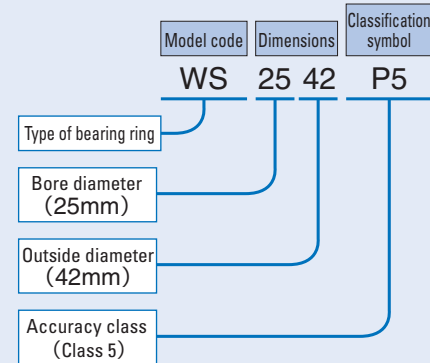 Model code Dimensions Classification symbol
WS 25 42 P5
Type of bearing ring
Bore diameter
（25mm）
Outside diameter
（42mm）
Accuracy class
（Class 5）